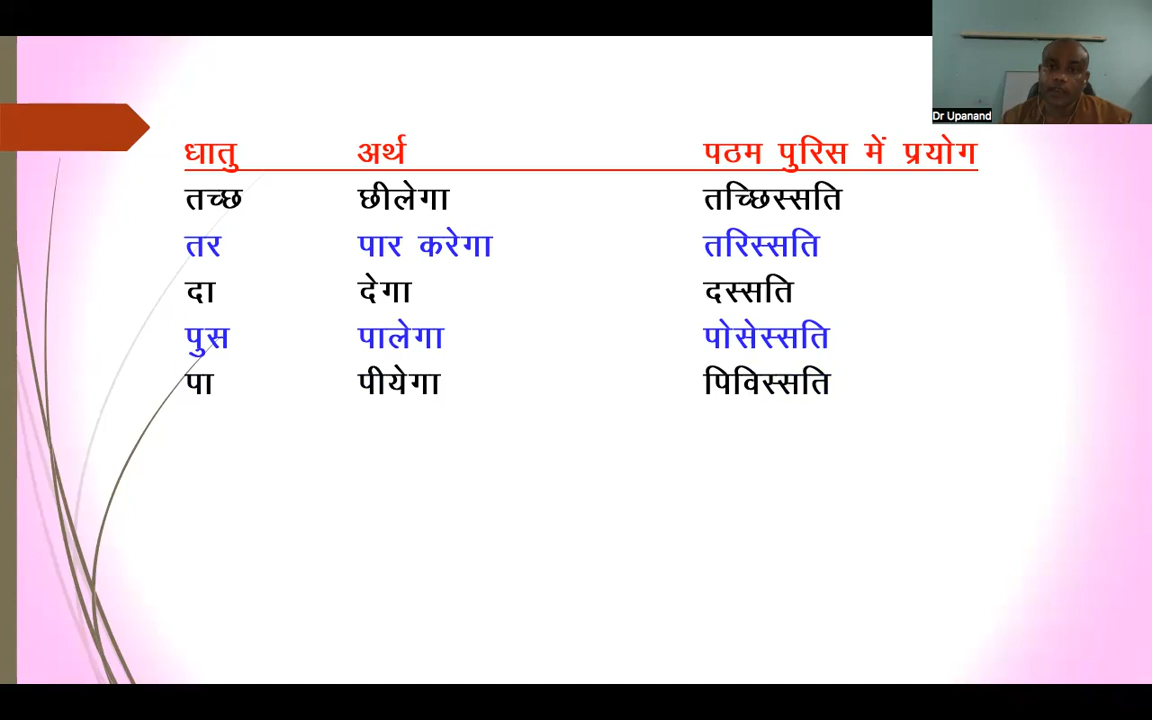 Dr Upanand
धातु अर्थ पठम पुरिस में प्रयोग
तच्छ छीलेगा तच्छिस्सति
तर पार करेगा तरिस्सति
दा देगा दस्सति
पुस पालेगा पोसेस्सति
पा पीयेगा पिविस्सति